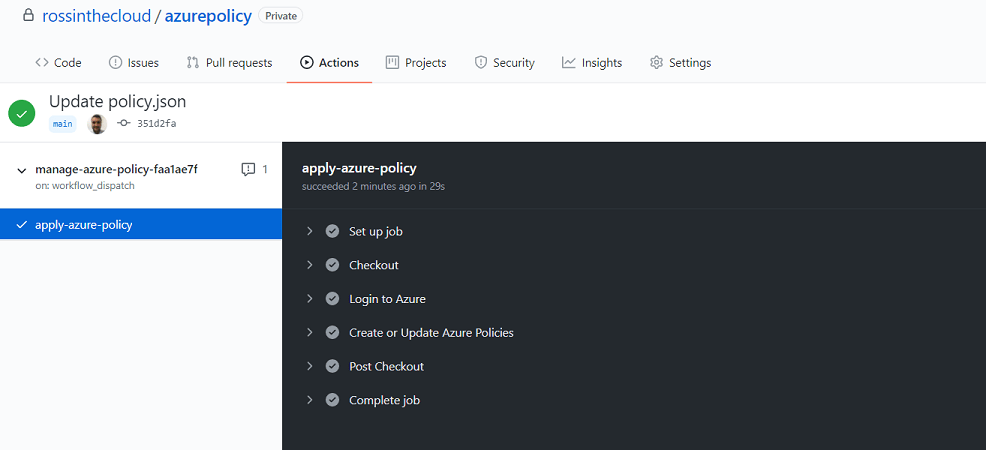 rossinthecloud / azurepolicy Private
Code Issues Pull requests Actions Projects Security Insights Settings
Update policy.json
main 351d2fa
manage-azure-policy-faa1ae7f 1
on: workflow_dispatch
apply-azure-policy
apply-azure-policy
succeeded 2 minutes ago in 29s
Set up job
Checkout
Login to Azure
Create or Update Azure Policies
Post Checkout
Complete job